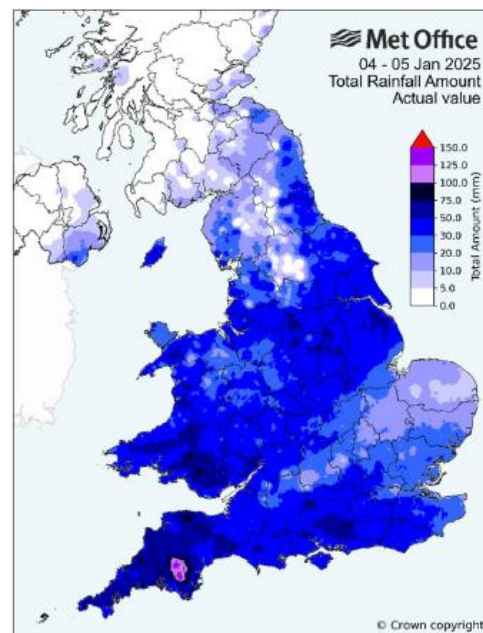 Met Office
04 - 05 Jan 2025
Total Rainfall Amount
Actual value
150.0
125.0
100.0
75.0
50.0
30.0
20.0
10.0
5.0
0.0
Total Amount (mm)
© Crown copyright